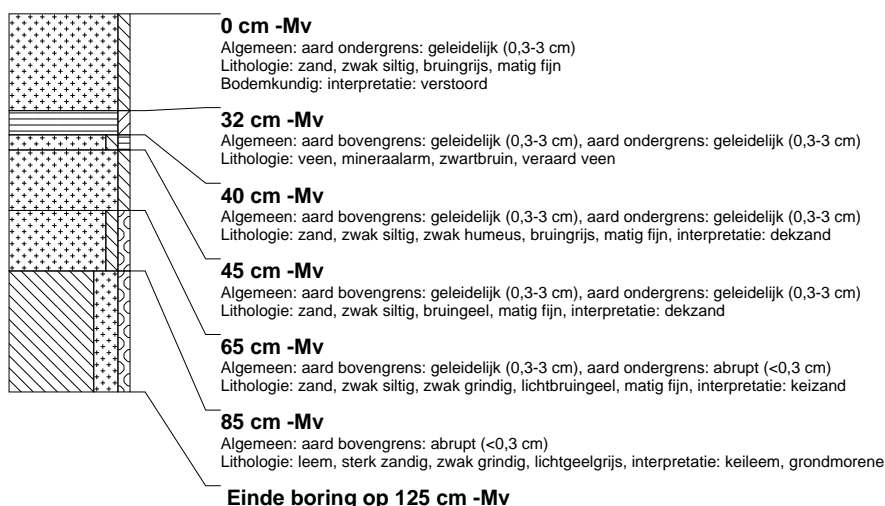 0 cm -Mv
Algemeen: aard ondergrens: geleidelijk (0,3-3 cm)
Lithologie: zand, zwak siltig, bruingrijs, matig fijn
Bodemkundig: interpretatie: verstoord
32 cm -Mv
Algemeen: aard bovengrens: geleidelijk (0,3-3 cm), aard ondergrens: geleidelijk (0,3-3 cm)
Lithologie: veen, mineraalarm, zwartbruin, veraard veen
40 cm -Mv
Algemeen: aard bovengrens: geleidelijk (0,3-3 cm), aard ondergrens: geleidelijk (0,3-3 cm)
Lithologie: zand, zwak siltig, zwak humeus, bruingrijs, matig fijn, interpretatie: dekzand
45 cm -Mv
Algemeen: aard bovengrens: geleidelijk (0,3-3 cm), aard ondergrens: geleidelijk (0,3-3 cm)
Lithologie: zand, zwak siltig, bruingeel, matig fijn, interpretatie: dekzand
65 cm -Mv
Algemeen: aard bovengrens: geleidelijk (0,3-3 cm), aard ondergrens: abrupt (<0,3 cm)
Lithologie: zand, zwak siltig, zwak grindig, lichtbruingeel, matig fijn, interpretatie: keizand
85 cm -Mv
Algemeen: aard bovengrens: abrupt (<0,3 cm)
Lithologie: leem, sterk zandig, zwak grindig, lichtgeelgrijs, interpretatie: keileem, grondmorene
Einde boring op 125 cm -Mv